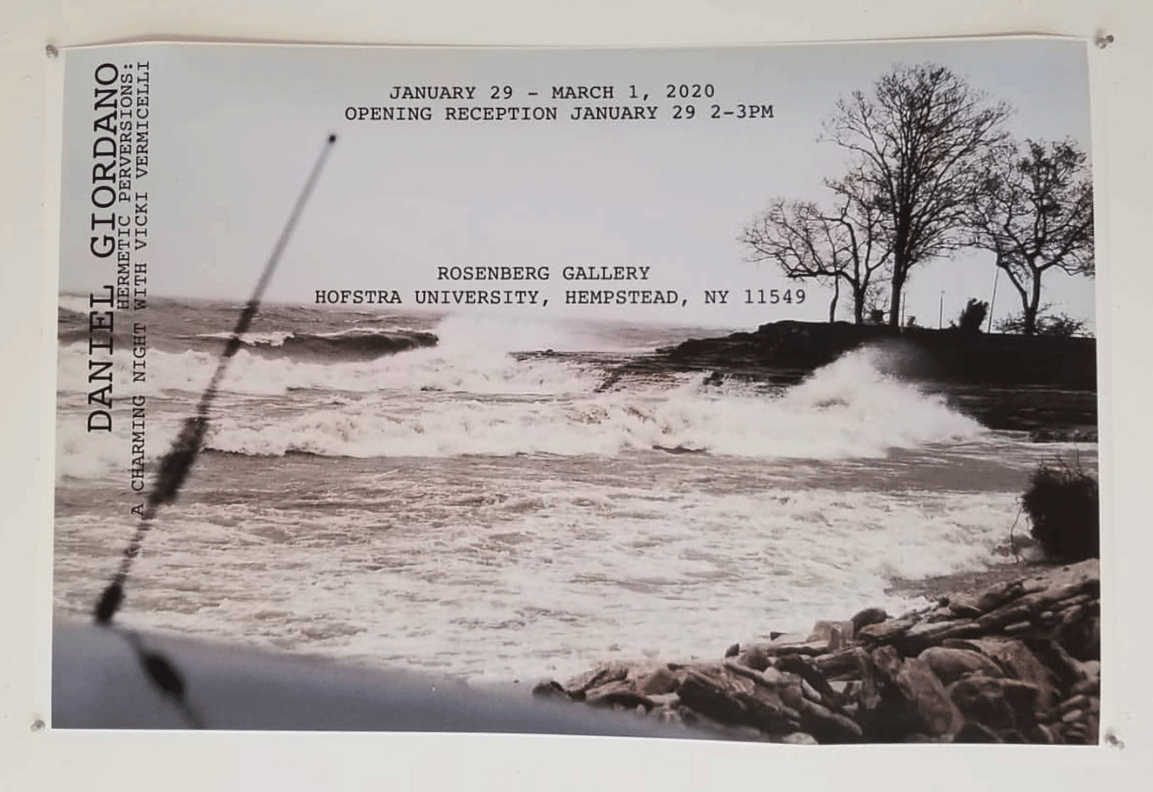 DANIEL GIORDANO
HERMETIC PERVERSIONS:
A CHARMING NIGHT WITH VICKI VERMICELLI
JANUARY 29 - MARCH 1, 2020
OPENING RECEPTION JANUARY 29 2-3PM
ROSENBERG GALLERY
HOFSTRA UNIVERSITY, HEMPSTEAD, NY 11549